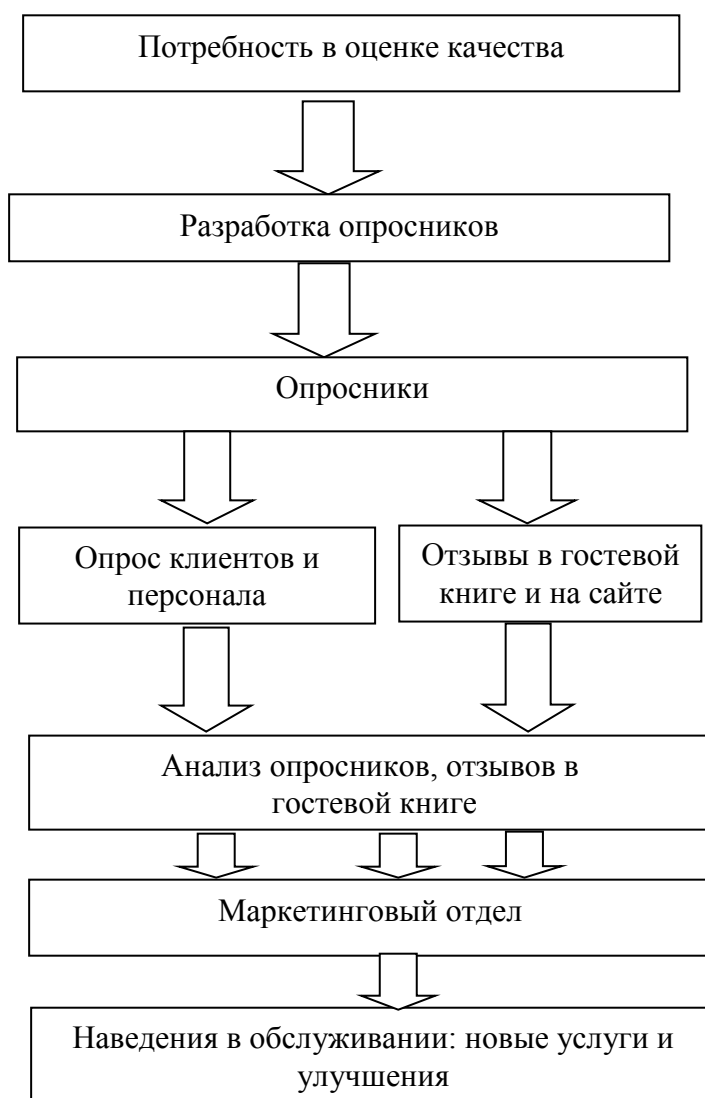 Потребность в оценке качества
Разработка опросников
Опросники
Опрос клиентов и
персонала
Отзывы в гостевой
книге и на сайте
Анализ опросников, отзывов в
гостевой книге
Маркетинговый отдел
Наведения в обслуживании: новые услуги и
улучшения